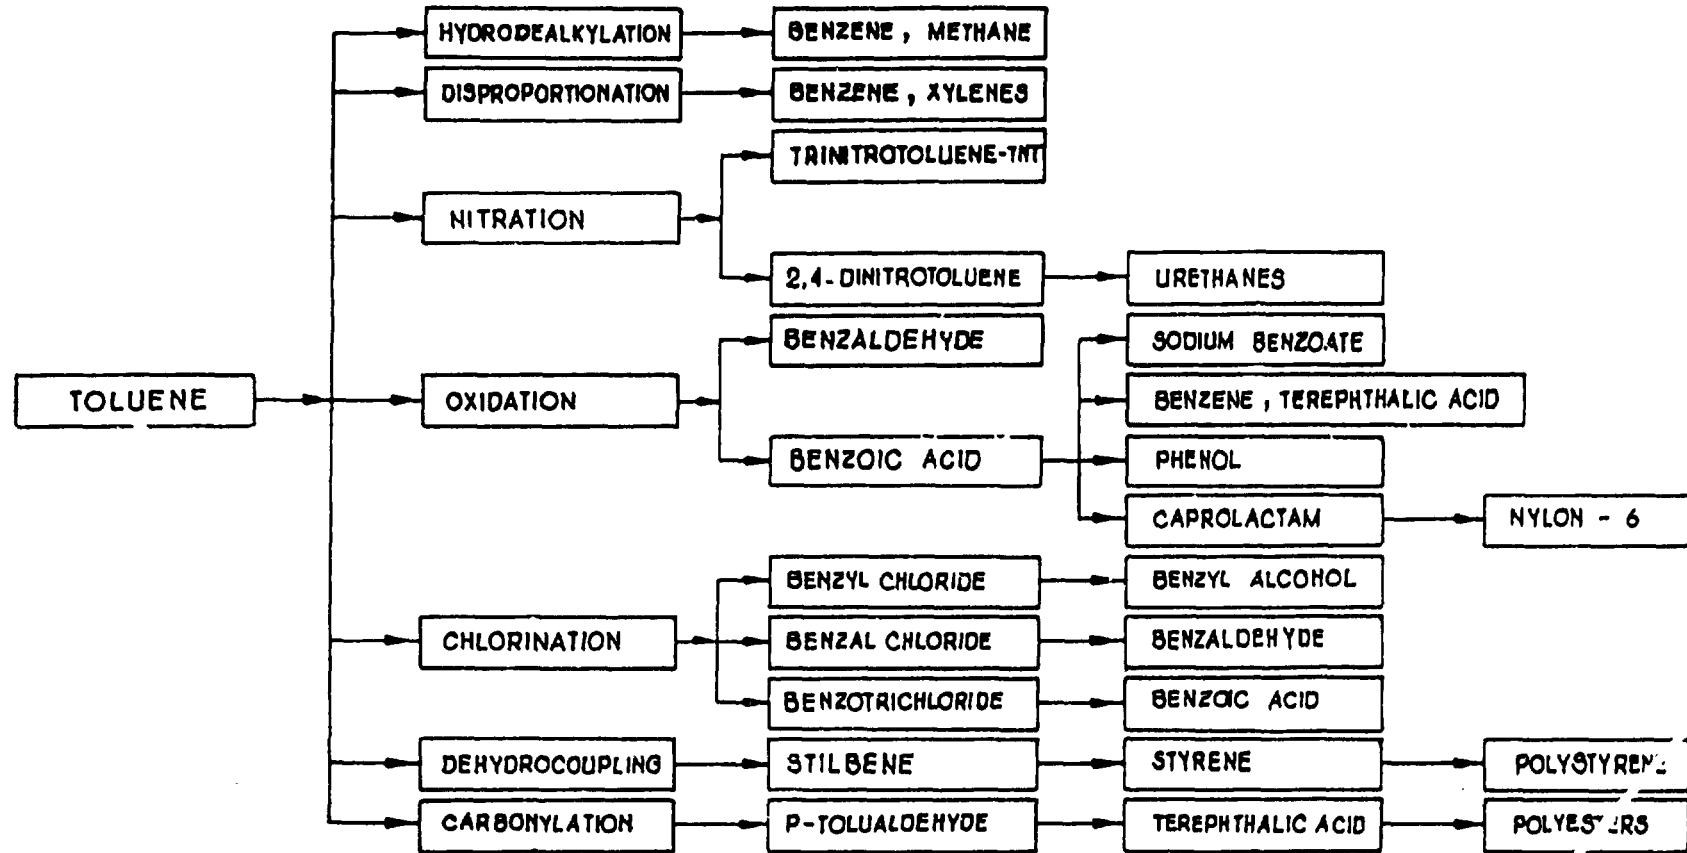 HYDRODEALKYLATION
BENZENE, METHANE
DISPROPORTIONATION
BENZENE, XYLENES
TRINITROTOLUENE-TNT
NITRATION
2,4-DINITROTOLUENE
URETHANES
BENZALDEHYDE
SODIUM BENZOATE
TOLUENE
OXIDATION
BENZENE, TEREPHTHALIC ACID
BENZOIC ACID
PHENOL
CAPROLACTAM
NYLON - 6
BENZYL CHLORIDE
BENZYL ALCOHOL
CHLORINATION
BENZAL CHLORIDE
BENZALDEHYDE
BENZOTRICHLORIDE
BENZOIC ACID
DEHYDROCOUPLING
STILBENE
STYRENE
POLYSTYRENE
CARBONYLATION
P-TOLUALDEHYDE
TEREPHTHALIC ACID
POLYESTERS